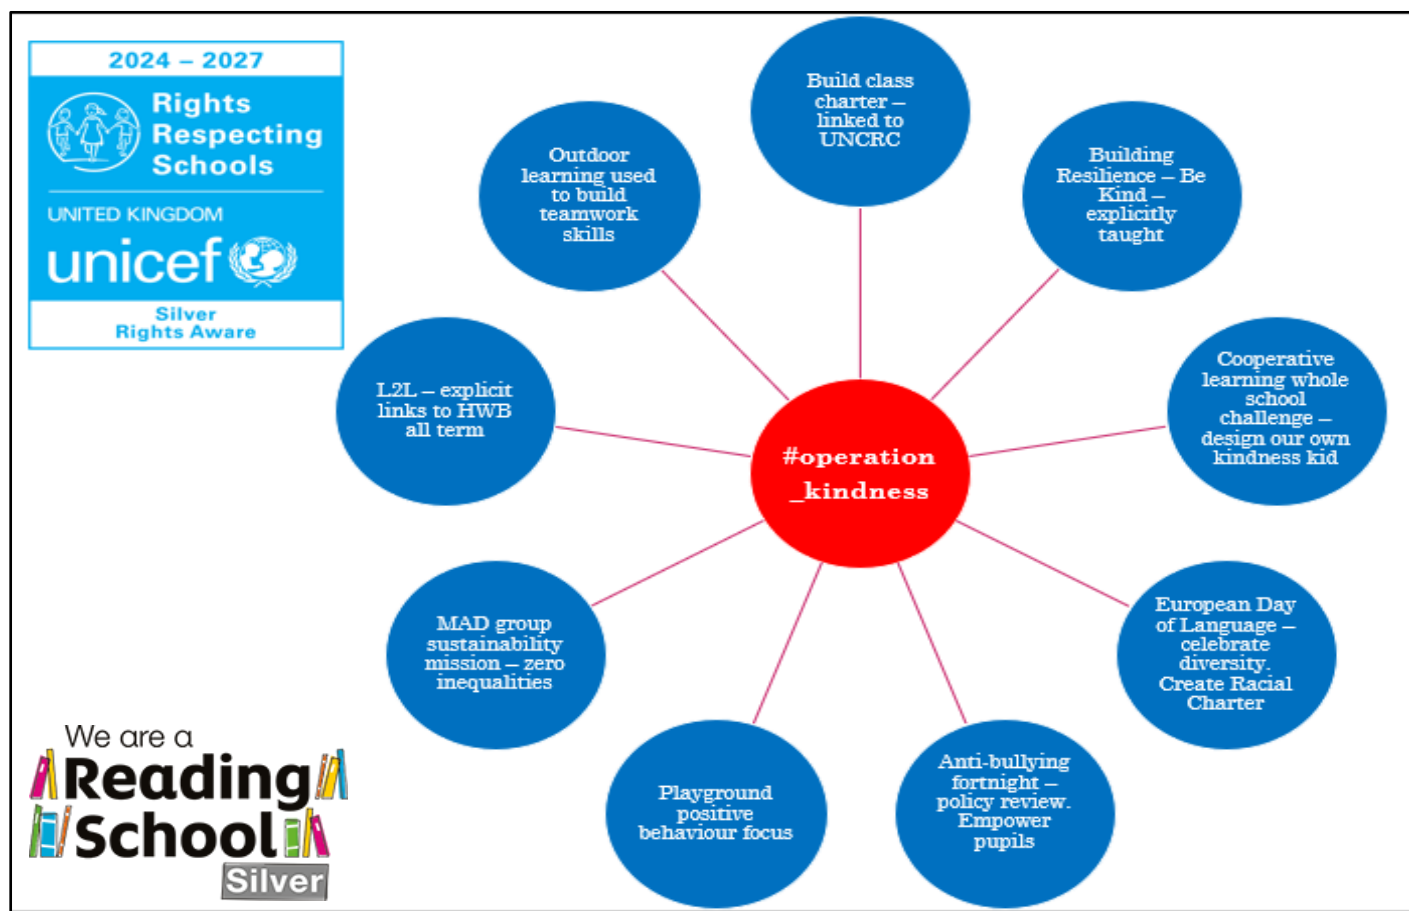 2024 – 2027
Rights
Respecting
Schools
UNITED KINGDOM
unicef
Silver
Rights Aware
Build class
charter –
linked to
UNCRC
Building
Resilience – Be
Kind –
explicitly
taught
Cooperative
learning whole
school
challenge –
design our own
kindness kid
European Day
of Language –
celebrate
diversity.
Create Racial
Charter
Anti-bullying
fortnight –
policy review.
Empower
pupils
Playground
positive
behaviour focus
MAD group
sustainability
mission – zero
inequalities
L2L – explicit
links to HWB
all term
Outdoor
learning used
to build
teamwork
skills
#operation
_kindness
We are a
Reading
School
Silver